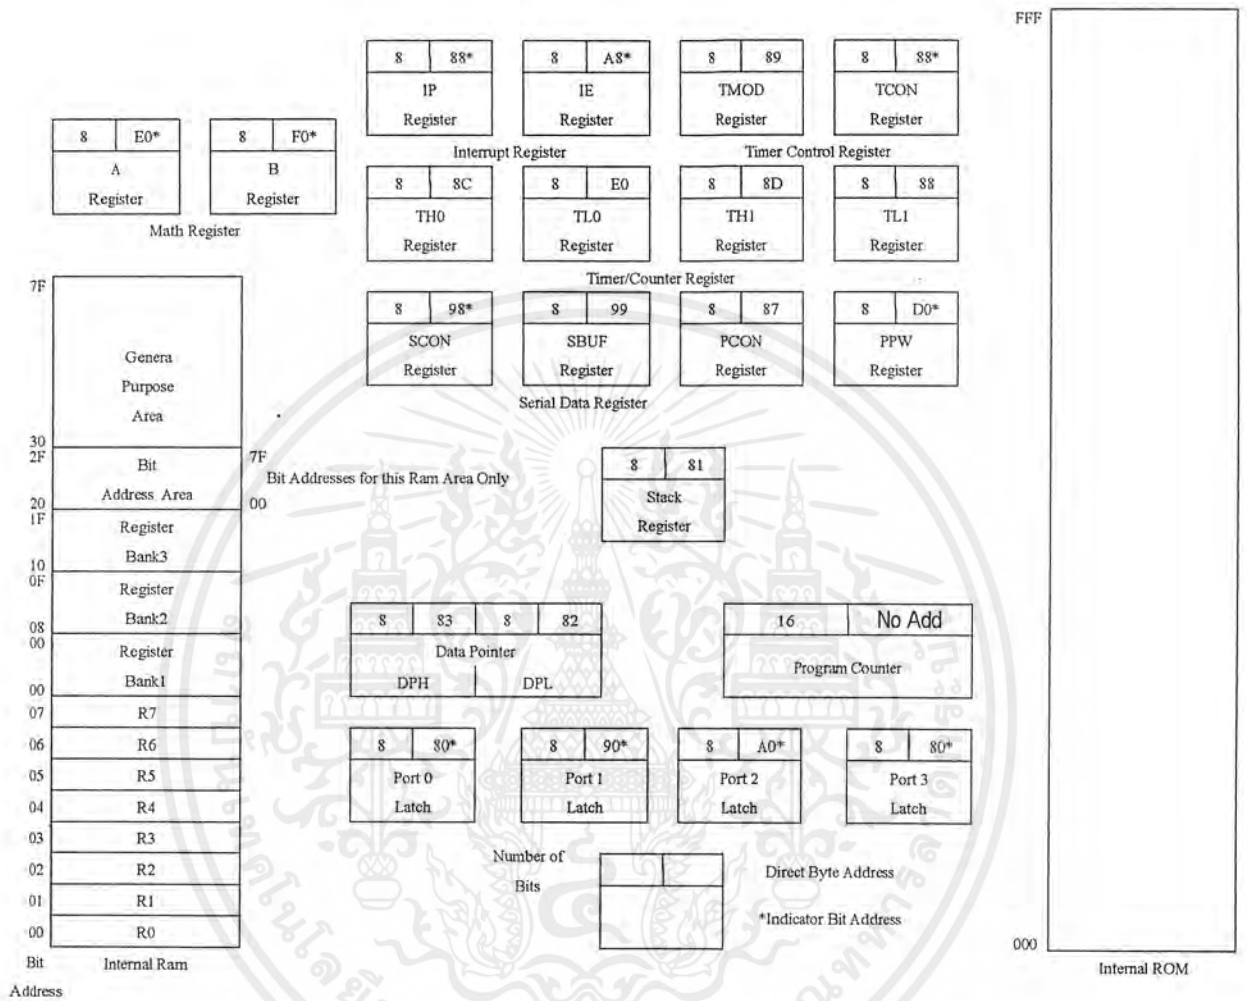 FFF
8 88* 8 A8* 8 89 8 88*
IP IE TMOD TCON
Register Register Register Register
Interrupt Register Timer Control Register
8 E0* 8 F0*
A B
Register Register
Math Register
8 8C 8 E0 8 8D 8 88
TH0 TL0 TH1 TL1
Register Register Register Register
Timer/Counter Register
8 98* 8 99 8 87 8 D0*
SCON SBUF PCON PPW
Register Register Register Register
Serial Data Register
7F
Genera
Purpose
Area
30
2F
Bit
Address Area
20
7F
Bit Addresses for this Ram Area Only
00
8 81
Stack
Register
1F
Register
Bank3
10
0F
Register
Bank2
08
00
Register
Bank1
00
8 83 8 82
Data Pointer
DPH DPL
16 No Add
Program Counter
07 R7
06 R6
05 R5
04 R4
03 R3
02 R2
01 R1
00 R0
Bit Internal Ram
Address
8 80* 8 90* 8 A0* 8 80*
Port 0 Port 1 Port 2 Port 3
Latch Latch Latch Latch
Number of
Bits
Direct Byte Address
*Indicator Bit Address
000
Internal ROM